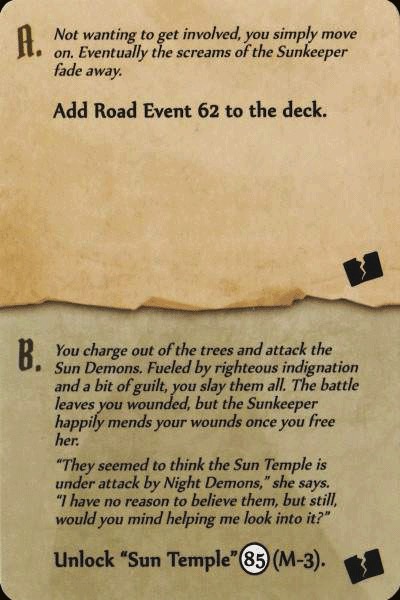 A.
Not wanting to get involved, you simply move
on. Eventually the screams of the Sunkeeper
fade away.
Add Road Event 62 to the deck.
B.
You charge out of the trees and attack the
Sun Demons. Fueled by righteous indignation
and a bit of guilt, you slay them all. The battle
leaves you wounded, but the Sunkeeper
happily mends your wounds once you free
her.
“They seemed to think the Sun Temple is
under attack by Night Demons,” she says.
“I have no reason to believe them, but still,
would you mind helping me look into it?”
Unlock “Sun Temple” 85 (M-3).